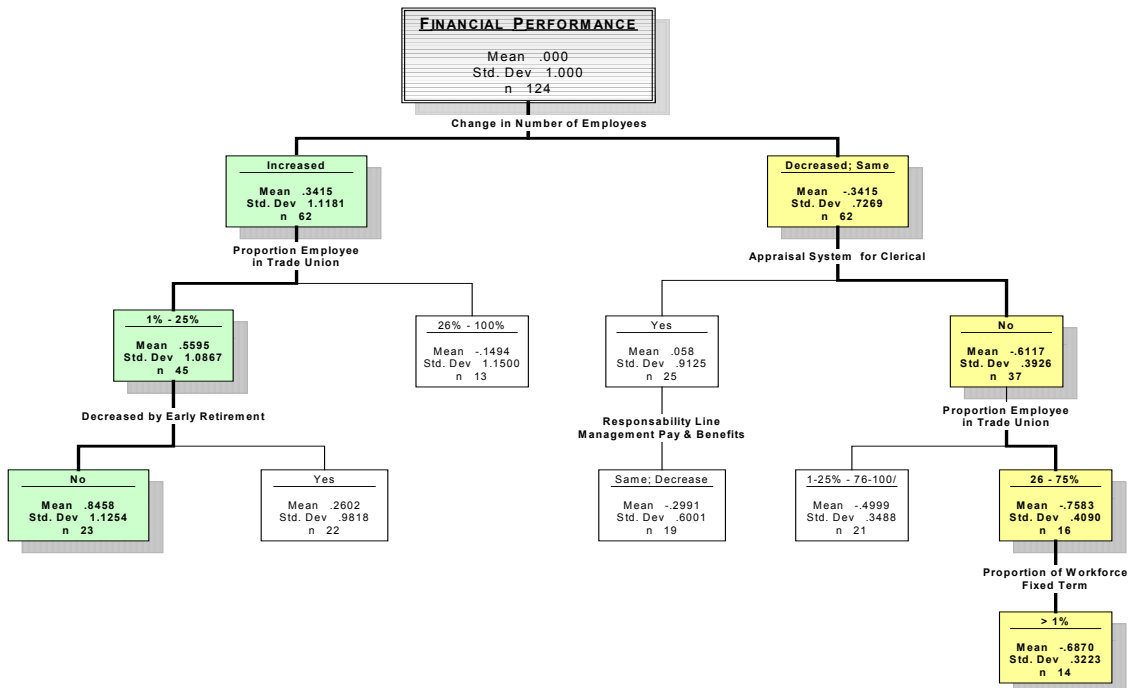 FINANCIAL PERFORMANCE
Mean .000
Std. Dev 1.000
n 124
Change in Number of Employees
Increased
Mean .3415
Std. Dev 1.1181
n 62
Decreased; Same
Mean -.3415
Std. Dev .7269
n 62
Proportion Employee
in Trade Union
Appraisal System for Clerical
1% - 25%
Mean .5595
Std. Dev 1.0867
n 45
26% - 100%
Mean -.1494
Std. Dev 1.1500
n 13
Yes
Mean .058
Std. Dev .9125
n 25
No
Mean -.6117
Std. Dev .3926
n 37
Decreased by Early Retirement
Responsability Line
Management Pay & Benefits
Proportion Employee
in Trade Union
No
Mean .8458
Std. Dev 1.1254
n 23
Yes
Mean .2602
Std. Dev .9818
n 22
Same; Decrease
Mean -.2991
Std. Dev .6001
n 19
1-25% - 76-100/
Mean -.4999
Std. Dev .3488
n 21
26 - 75%
Mean -.7583
Std. Dev .4090
n 16
Proportion of Workforce
Fixed Term
> 1%
Mean -.6870
Std. Dev .3223
n 14